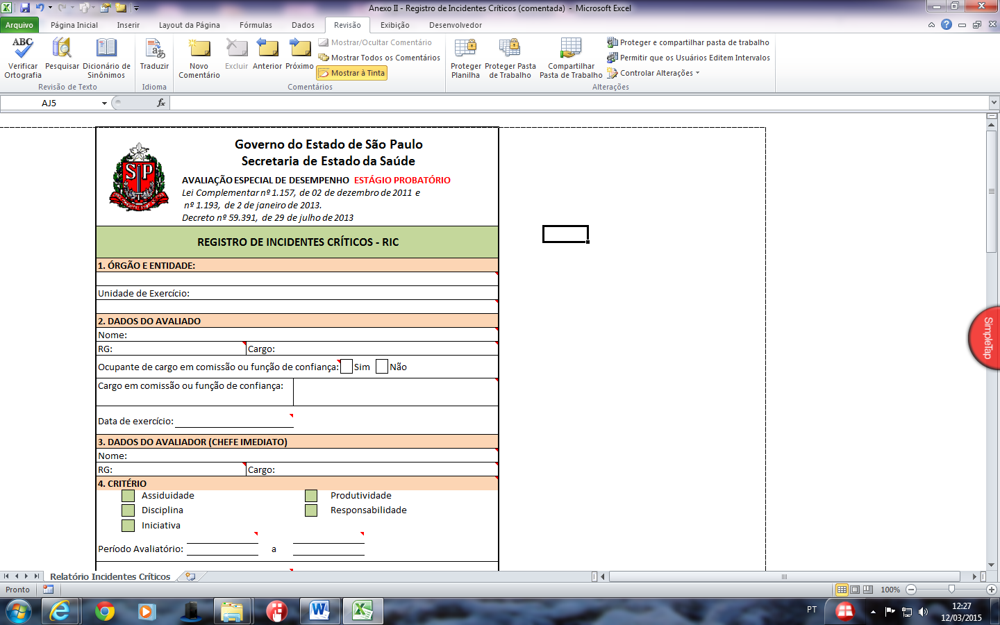 Anexo II - Registro de Incidentes Críticos (comentada) - Microsoft Excel
Arquivo Página Inicial Inserir Layout da Página Fórmulas Dados Revisão Exibição Desenvolvedor
ABC
Verificar Ortografia
Pesquisar
Dicionário de Sinônimos
Revisão de Texto
Traduzir
Idioma
Novo Comentário
Excluir
Anterior
Próximo
Mostrar/Ocultar Comentário
Mostrar Todos os Comentários
Mostrar à Tinta
Comentários
Proteger Planilha
Proteger Pasta de Trabalho
Compartilhar Pasta de Trabalho
Proteger e compartilhar pasta de trabalho
Permitir que os Usuários Editem Intervalos
Controlar Alterações
Alterações
AJ5
fx
SP
Governo do Estado de São Paulo
Secretaria de Estado da Saúde
AVALIAÇÃO ESPECIAL DE DESEMPENHO ESTÁGIO PROBATÓRIO
Lei Complementar nº 1.157, de 02 de dezembro de 2011 e
nº 1.193, de 2 de janeiro de 2013.
Decreto nº 59.391, de 29 de julho de 2013
REGISTRO DE INCIDENTES CRÍTICOS - RIC
1. ÓRGÃO E ENTIDADE:
Unidade de Exercício:
2. DADOS DO AVALIADO
Nome:
RG: Cargo:
Ocupante de cargo em comissão ou função de confiança: Sim Não
Cargo em comissão ou função de confiança:
Data de exercício:
3. DADOS DO AVALIADOR (CHEFE IMEDIATO)
Nome:
RG: Cargo:
4. CRITÉRIO
Assiduidade Produtividade
Disciplina Responsabilidade
Iniciativa
Período Avaliatório: a
SimpleTap
Relatório Incidentes Críticos
Pronto 100%
PT 12:27
12/03/2015